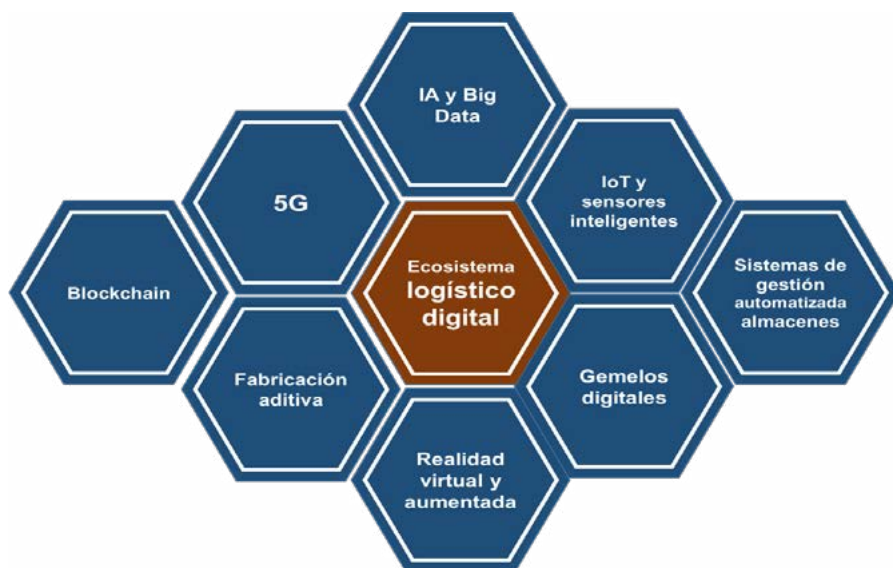 IA y Big
Data
5G
IoT y
sensores
inteligentes
Blockchain
Ecosistema
logístico
digital
Sistemas de
gestión
automatizada
almacenes
Fabricación
aditiva
Gemelos
digitales
Realidad
virtual y
aumentada